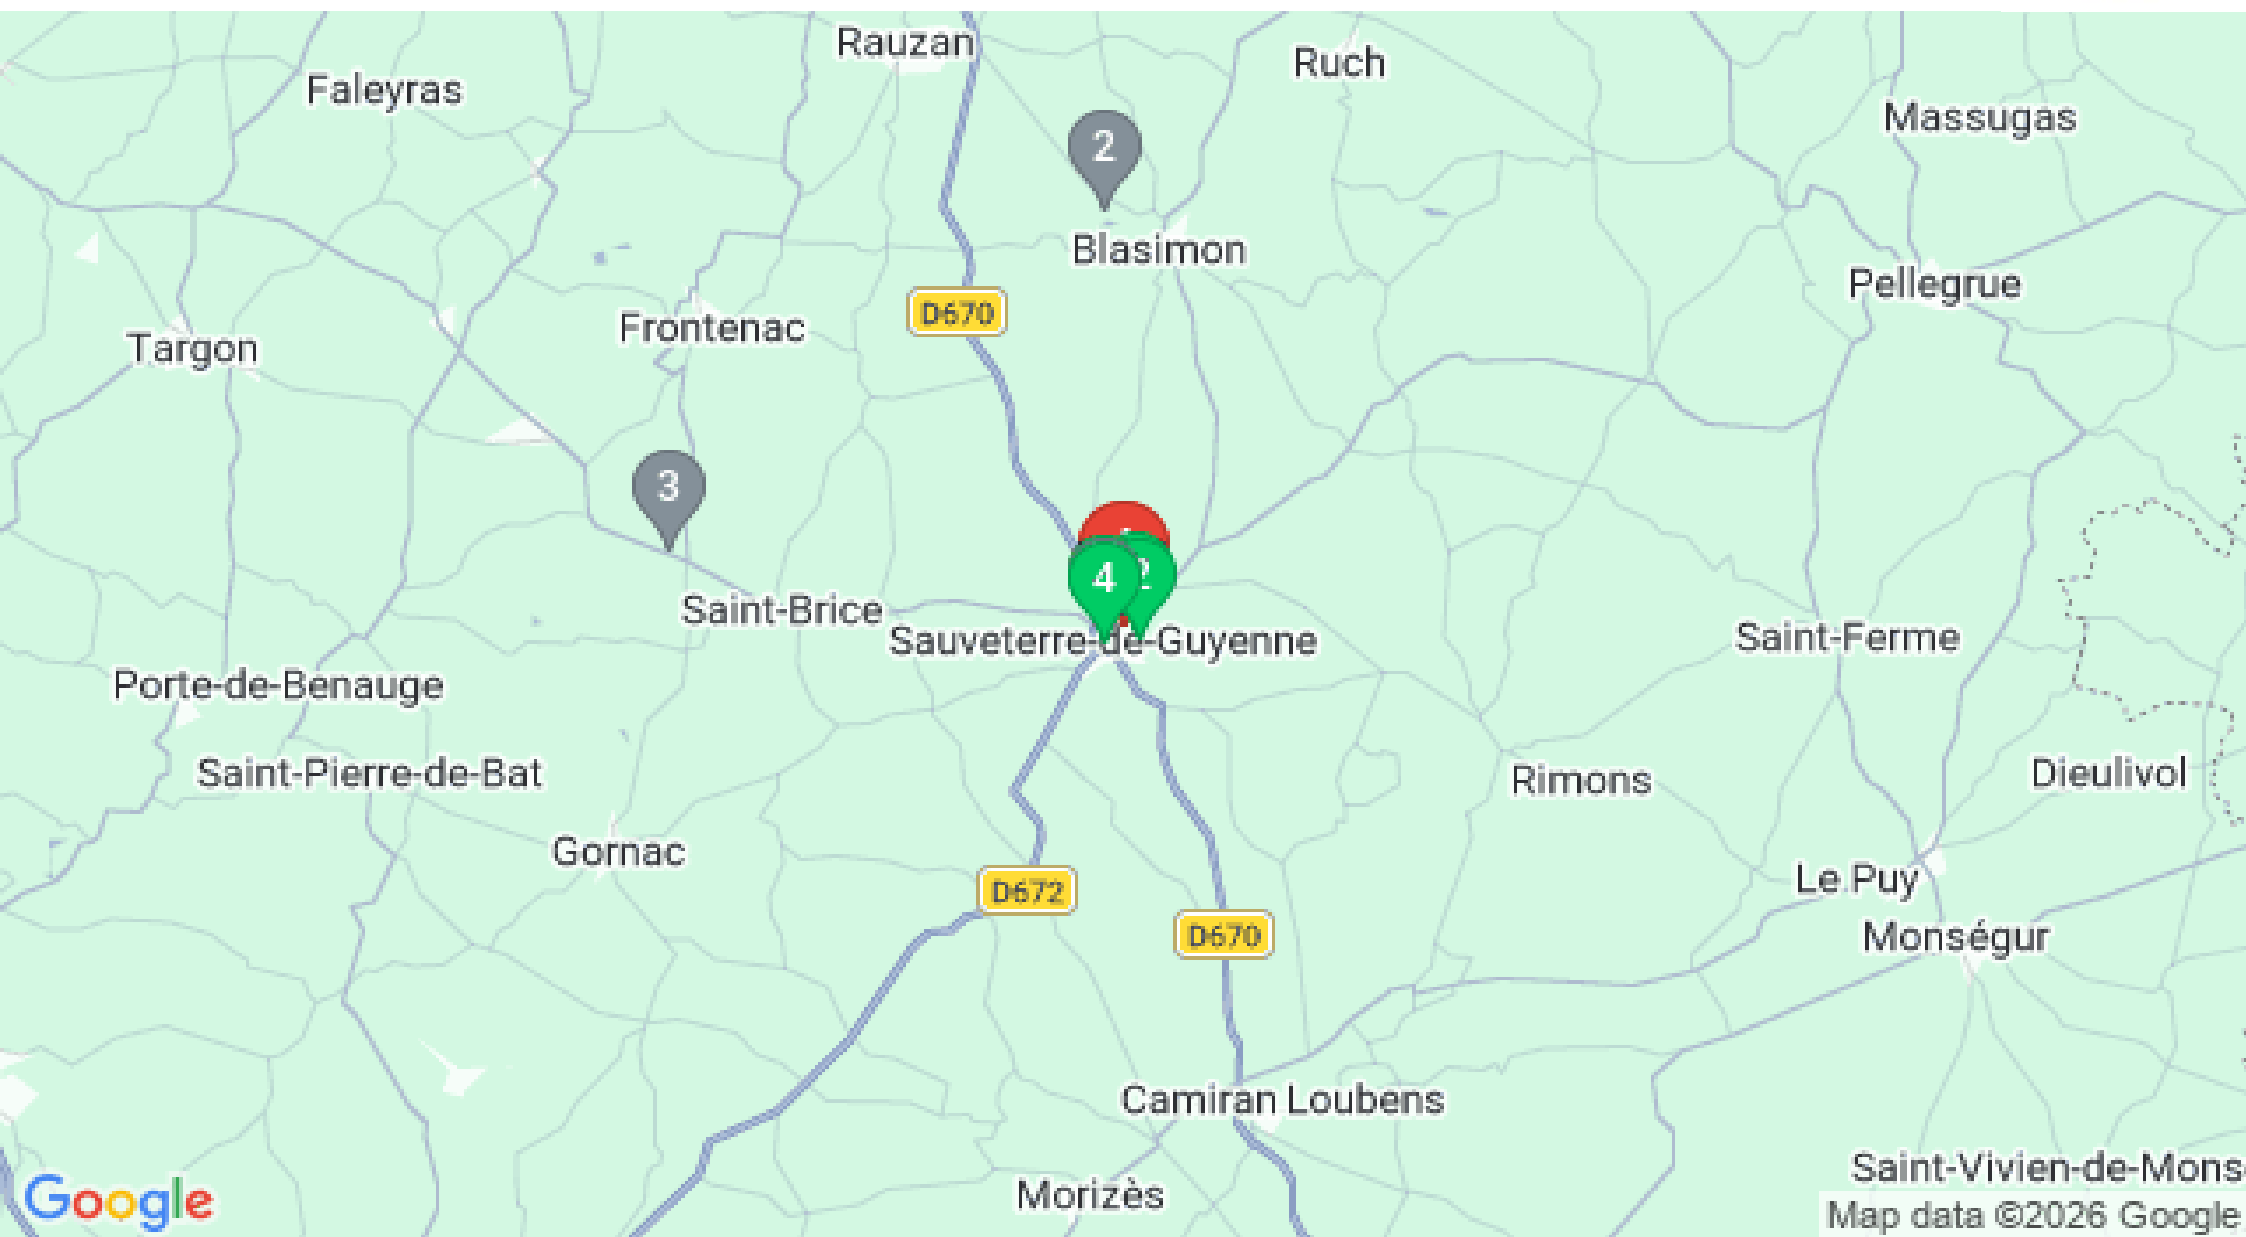 Rauzan
Ruch
Faleyras
Massugas
2
Blasimon
Pellegrue
D670
Frontenac
Targon
3
4
2
Saint-Brice
Sauveterre-de-Guyenne
Saint-Ferme
Porte-de-Benauge
Saint-Pierre-de-Bat
Rimons
Dieulivol
Gornac
Le Puy
D672
D670
Monségur
Camiran Loubens
Saint-Vivien-de-Mons
Morizès
Google
Map data ©2026 Google